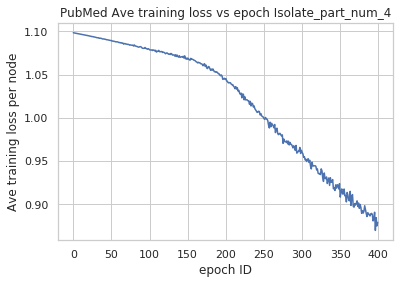 PubMed Ave training loss vs epoch Isolate_part_num_4
Ave training loss per node
1.10
1.05
1.00
0.95
0.90
0 50 100 150 200 250 300 350 400
epoch ID